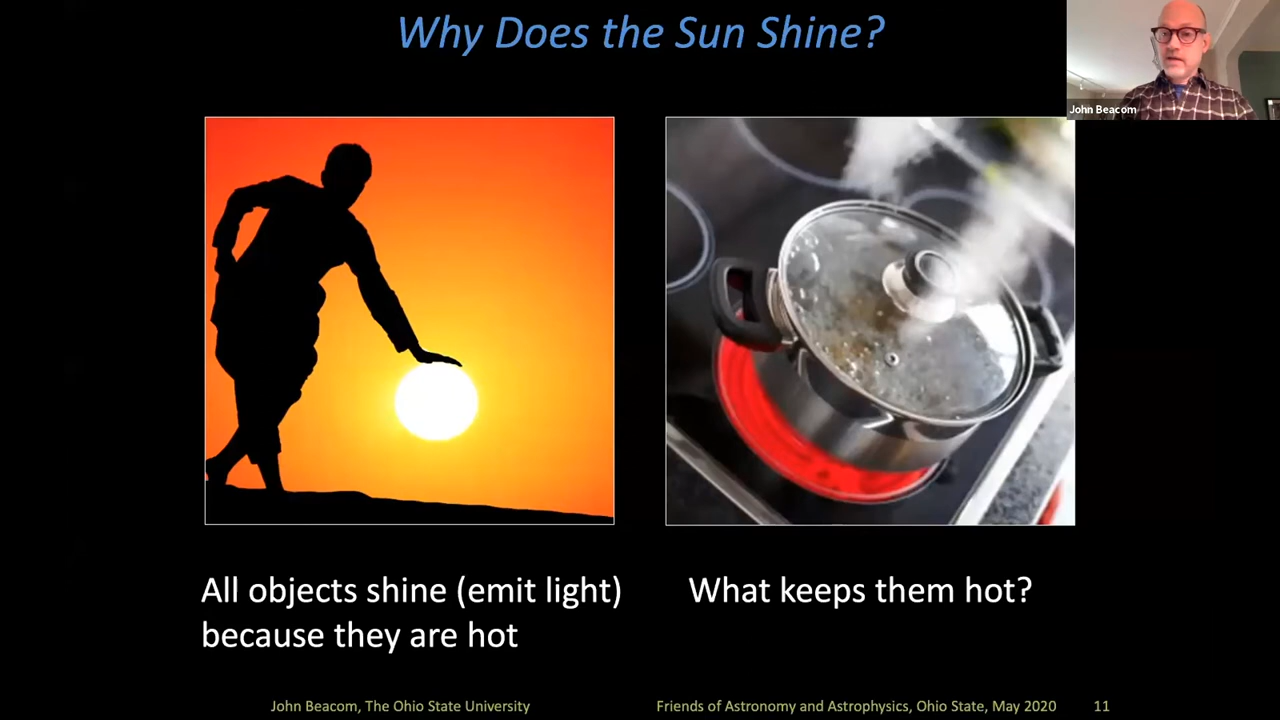 Why Does the Sun Shine?
John Beacom
All objects shine (emit light)
because they are hot
What keeps them hot?
John Beacom, The Ohio State University
Friends of Astronomy and Astrophysics, Ohio State, May 2020
11